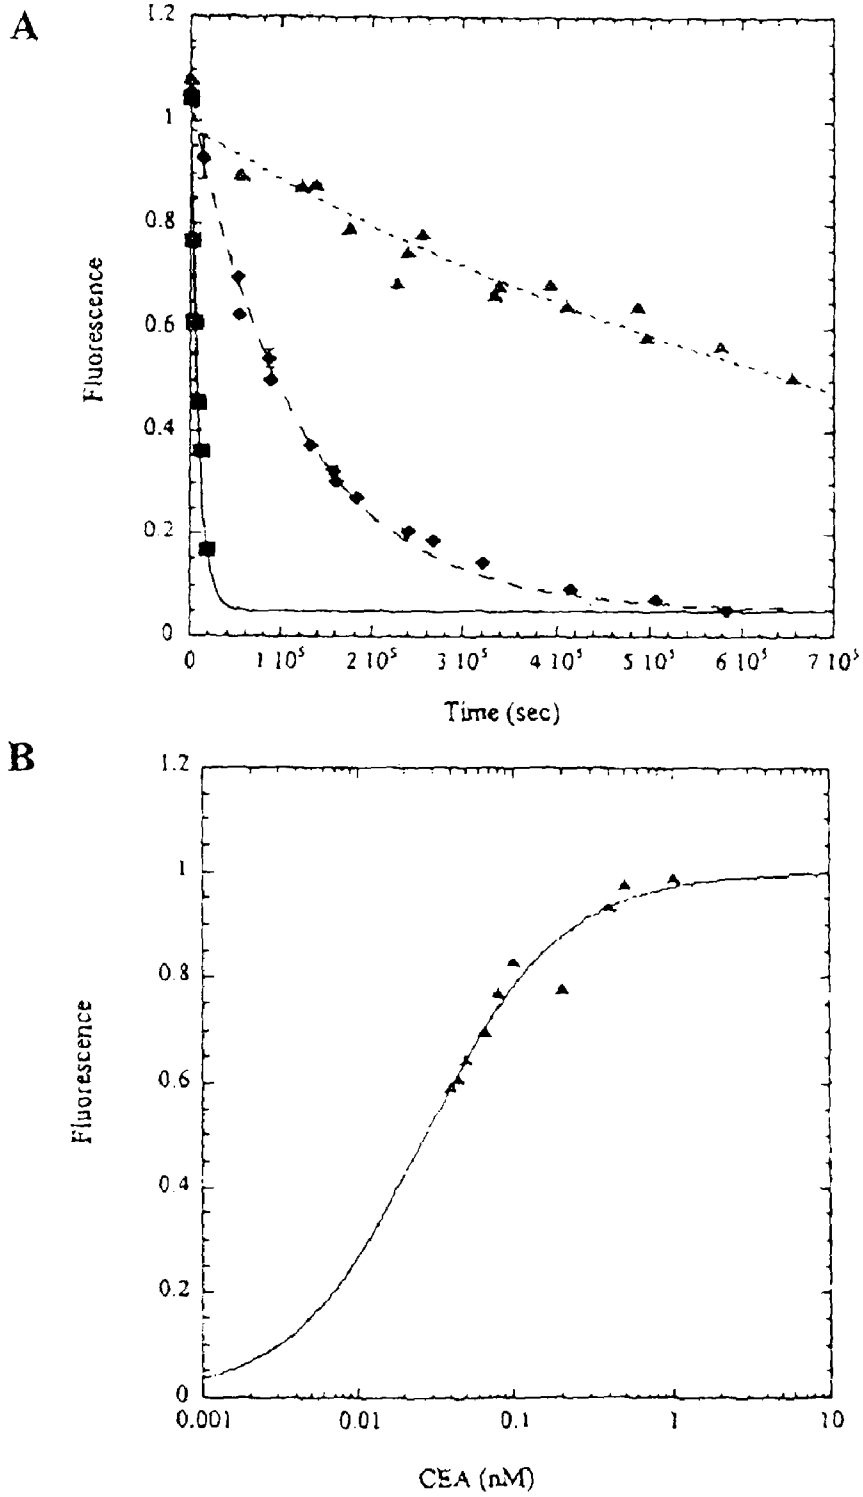 A
1.2
1
0.8
0.6
0.4
0.2
0
Fluorescence
0 1 10⁵ 2 10⁵ 3 10⁵ 4 10⁵ 5 10⁵ 6 10⁵ 7 10⁵
Time (sec)
B
1.2
1
0.8
0.6
0.4
0.2
0
Fluorescence
0.001 0.01 0.1 1 10
CEA (nM)